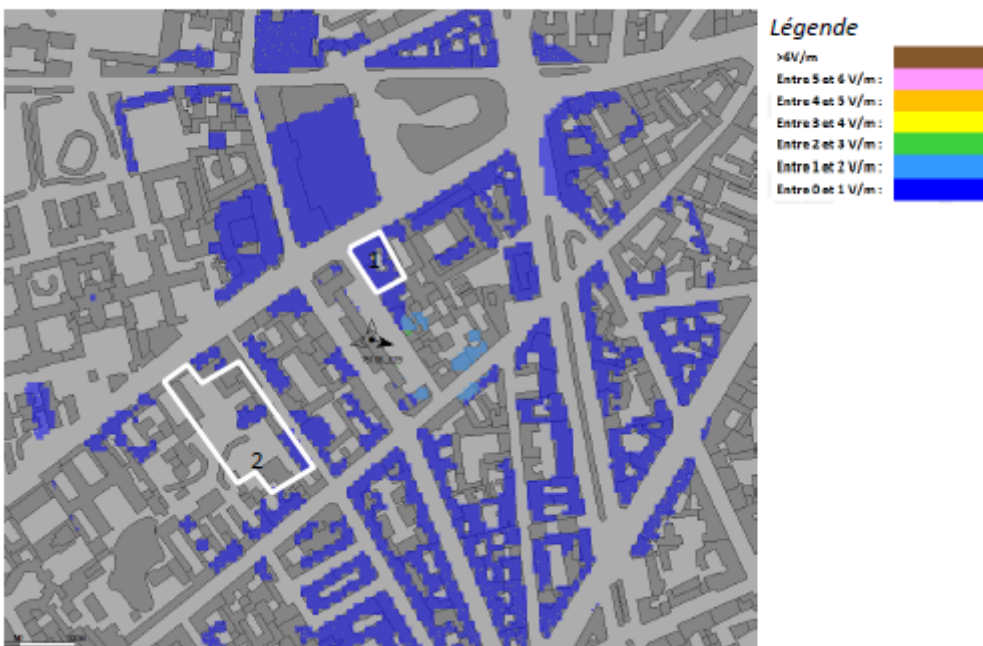 Légende
>6V/m
Entre 5 et 6 V/m :
Entre 4 et 5 V/m :
Entre 3 et 4 V/m :
Entre 2 et 3 V/m :
Entre 1 et 2 V/m :
Entre 0 et 1 V/m :
1
2